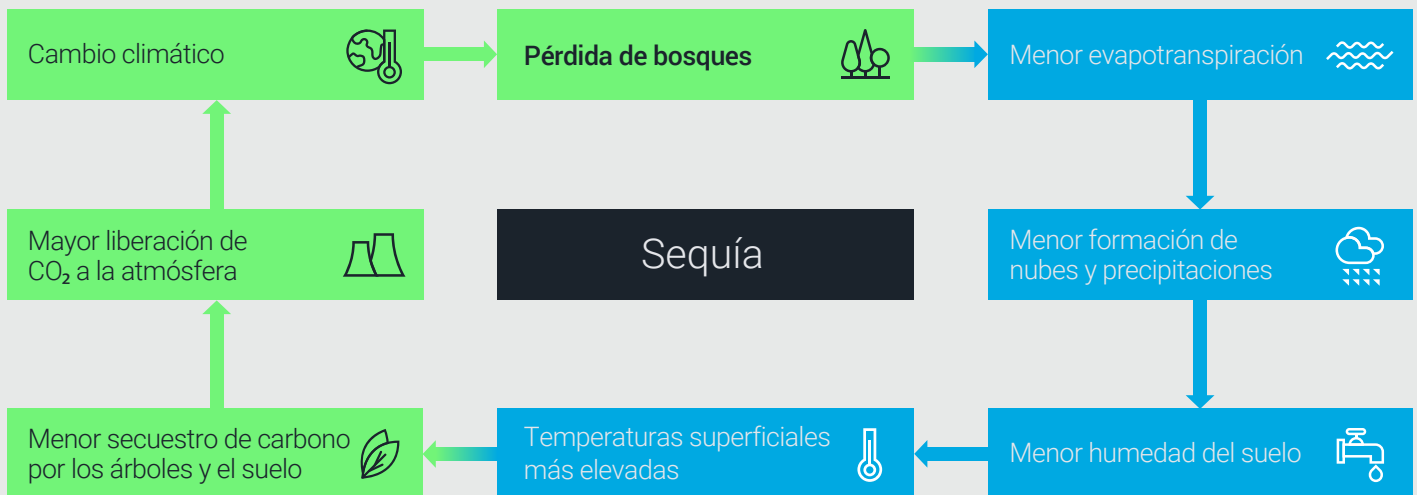 Cambio climático
Pérdida de bosques
Menor evapotranspiración
Mayor liberación de
CO₂ a la atmósfera
Sequía
Menor formación de
nubes y precipitaciones
Menor secuestro de carbono
por los árboles y el suelo
Temperaturas superficiales
más elevadas
Menor humedad del suelo